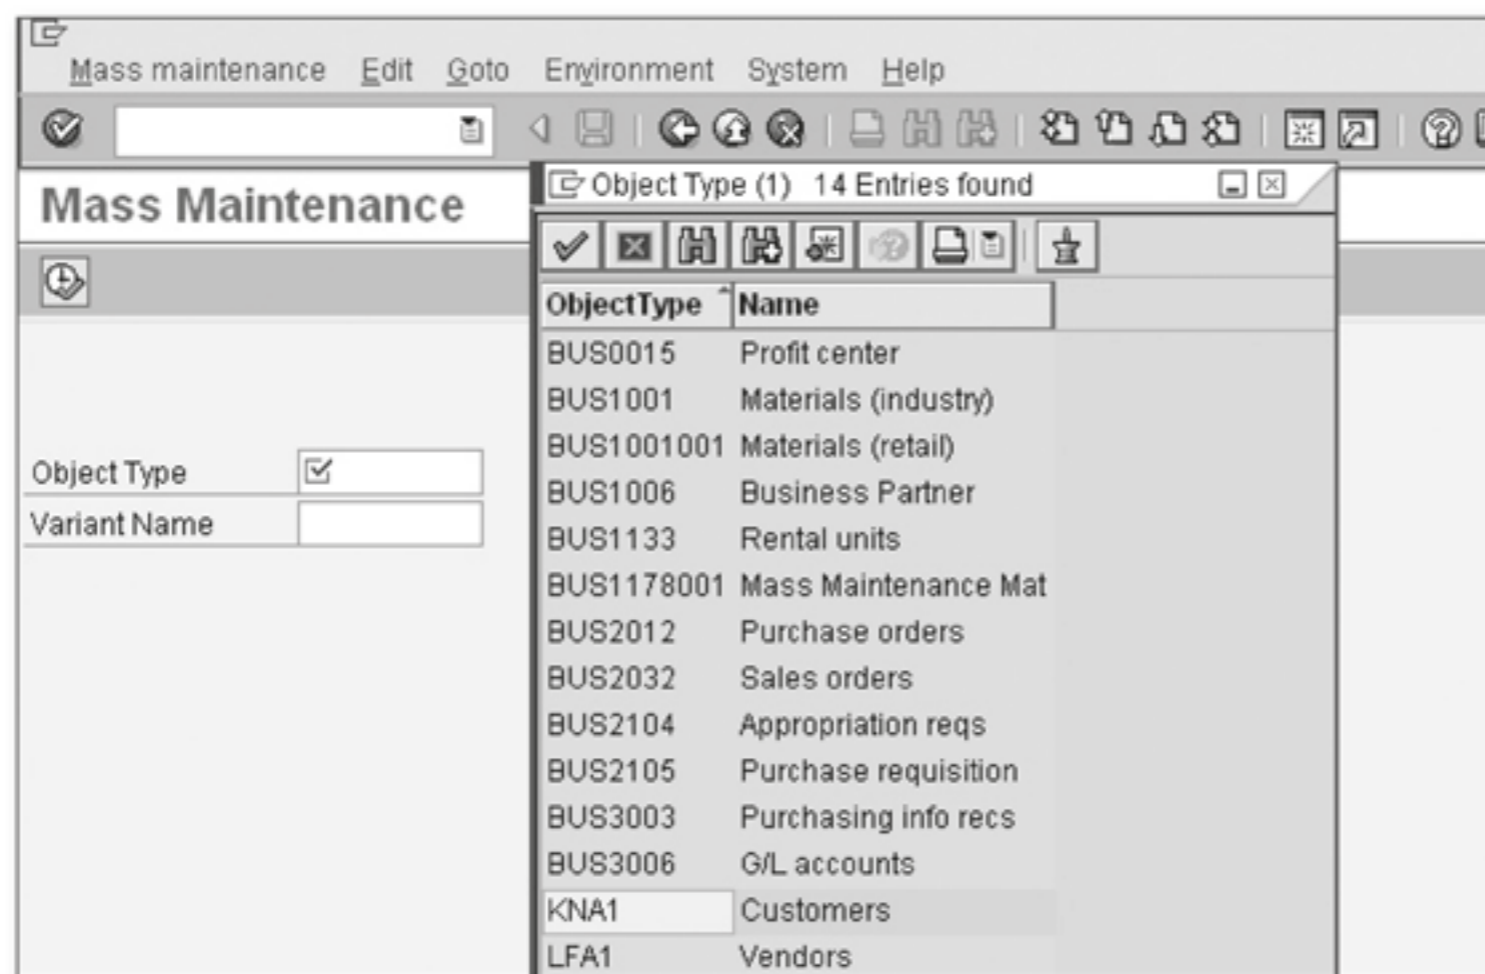 Mass maintenance Edit Goto Environment System Help
Mass Maintenance
Object Type (1) 14 Entries found
ObjectType Name
BUS0015 Profit center
BUS1001 Materials (industry)
BUS1001001 Materials (retail)
BUS1006 Business Partner
BUS1133 Rental units
BUS1178001 Mass Maintenance Mat
BUS2012 Purchase orders
BUS2032 Sales orders
BUS2104 Appropriation reqs
BUS2105 Purchase requisition
BUS3003 Purchasing info recs
BUS3006 G/L accounts
KNA1 Customers
LFA1 Vendors
Object Type
Variant Name